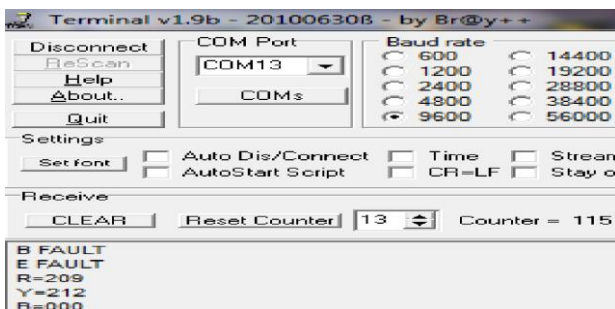 Terminal v1.9b - 20100630ß - by Br@y++
Disconnect
ReScan
Help
About..
Quit
COM Port
COM13
COMs
Baud rate
600 14400
1200 19200
2400 28800
4800 38400
9600 56000
Settings
Set font
Auto Dis/Connect Time Stream
AutoStart Script CR=LF Stay o
Receive
CLEAR Reset Counter 13 Counter = 115
B FAULT
E FAULT
R=209
Y=212
B=000